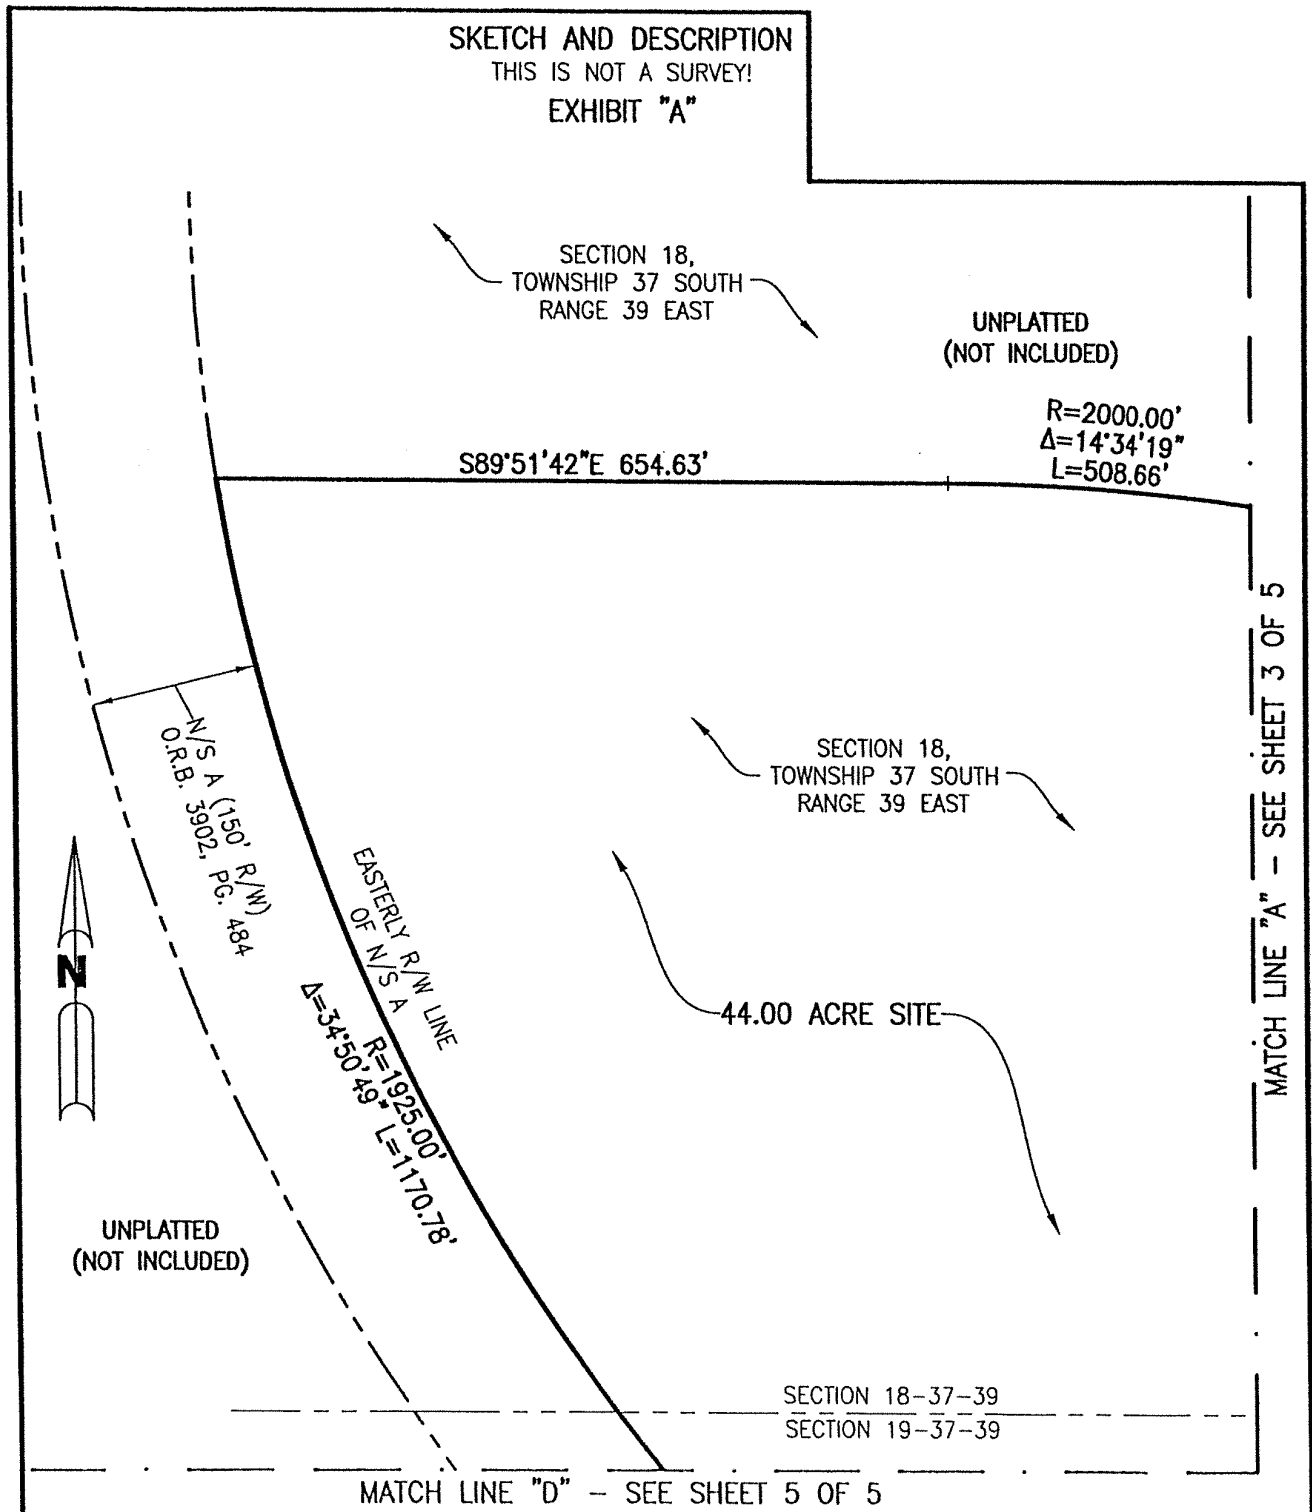 SKETCH AND DESCRIPTION
THIS IS NOT A SURVEY!
EXHIBIT "A"
SECTION 18,
TOWNSHIP 37 SOUTH
RANGE 39 EAST
UNPLATTED
(NOT INCLUDED)
R=2000.00'
Δ=14°34'19"
L=508.66'
S89°51'42"E 654.63'
MATCH LINE "A" - SEE SHEET 3 OF 5
N/S A (150' R/W)
O.R.B. 3902, PG. 484
SECTION 18,
TOWNSHIP 37 SOUTH
RANGE 39 EAST
EASTERLY R/W LINE
OF N/S A
R=1925.00'
Δ=34°50'49" L=1170.78'
N
44.00 ACRE SITE
UNPLATTED
(NOT INCLUDED)
SECTION 18-37-39
SECTION 19-37-39
MATCH LINE "D" - SEE SHEET 5 OF 5